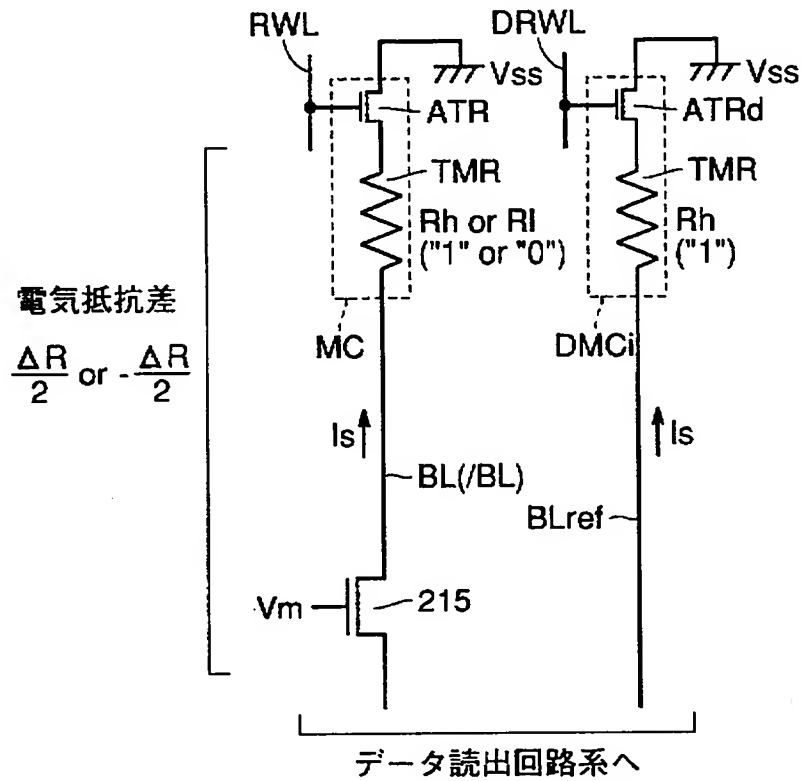 RWL
DRWL
Vss
Vss
ATR
ATRd
TMR
TMR
Rh or Rl
("1" or "0")
Rh
("1")
電気抵抗差
ΔR/2 or -ΔR/2
MC
DMCi
Is
Is
BL(/BL)
BLref
Vm
215
データ読出回路系へ